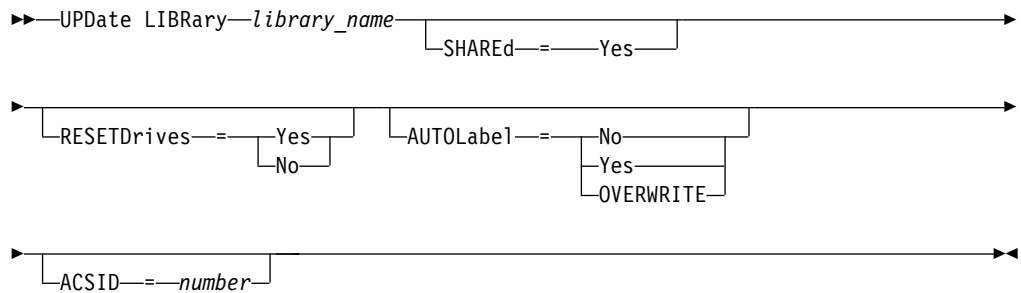 UPDate LIBRary library_name
SHAREd = Yes
RESETDrives = Yes
No
AUTOLabel = No
Yes
OVERWRITE
ACSID = number